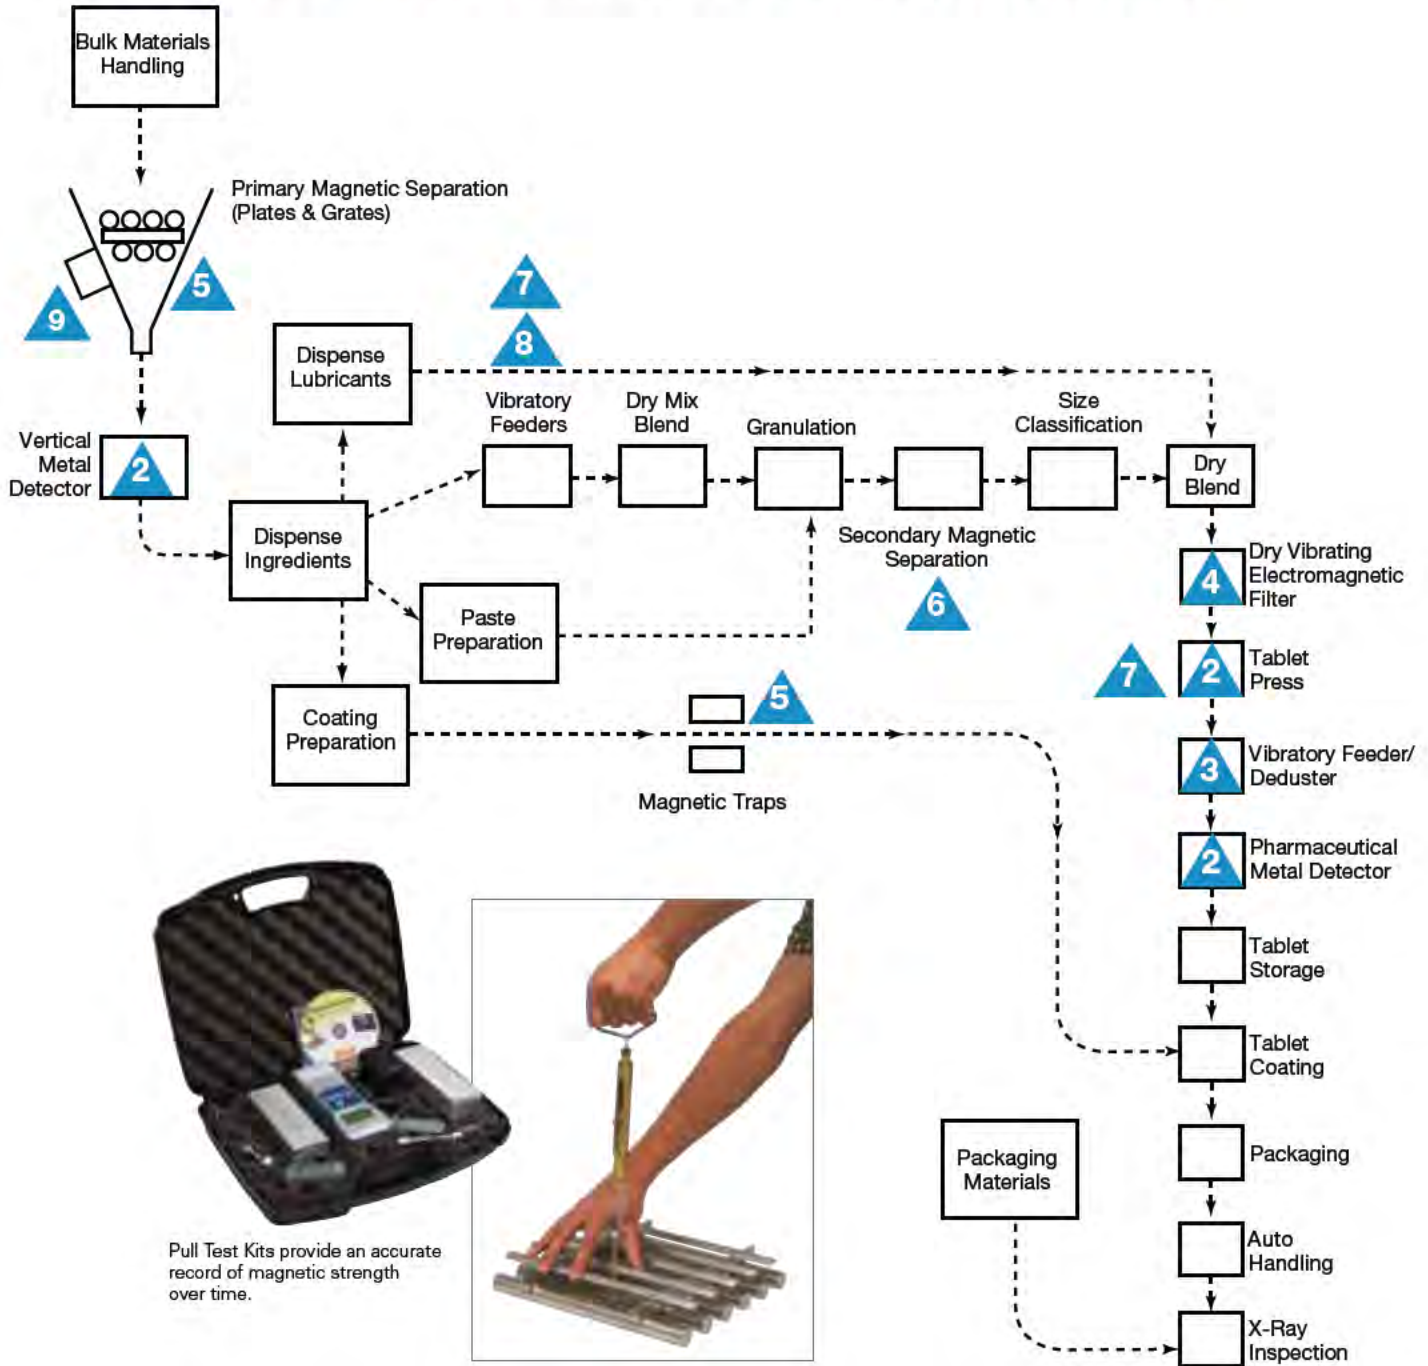 Bulk Materials
Handling
Primary Magnetic Separation
(Plates & Grates)
5
9
7
8
Dispense
Lubricants
Vertical
Metal
Detector
2
Vibratory
Feeders
Dry Mix
Blend
Granulation
Size
Classification
Dry
Blend
Dispense
Ingredients
Secondary Magnetic
Separation
6
Paste
Preparation
4
Dry Vibrating
Electromagnetic
Filter
7
2
Tablet
Press
Coating
Preparation
5
Magnetic Traps
3
Vibratory Feeder/
Deduster
2
Pharmaceutical
Metal Detector
Tablet
Storage
Tablet
Coating
Packaging
Packaging
Materials
Auto
Handling
X-Ray
Inspection
Pull Test Kits provide an accurate
record of magnetic strength
over time.